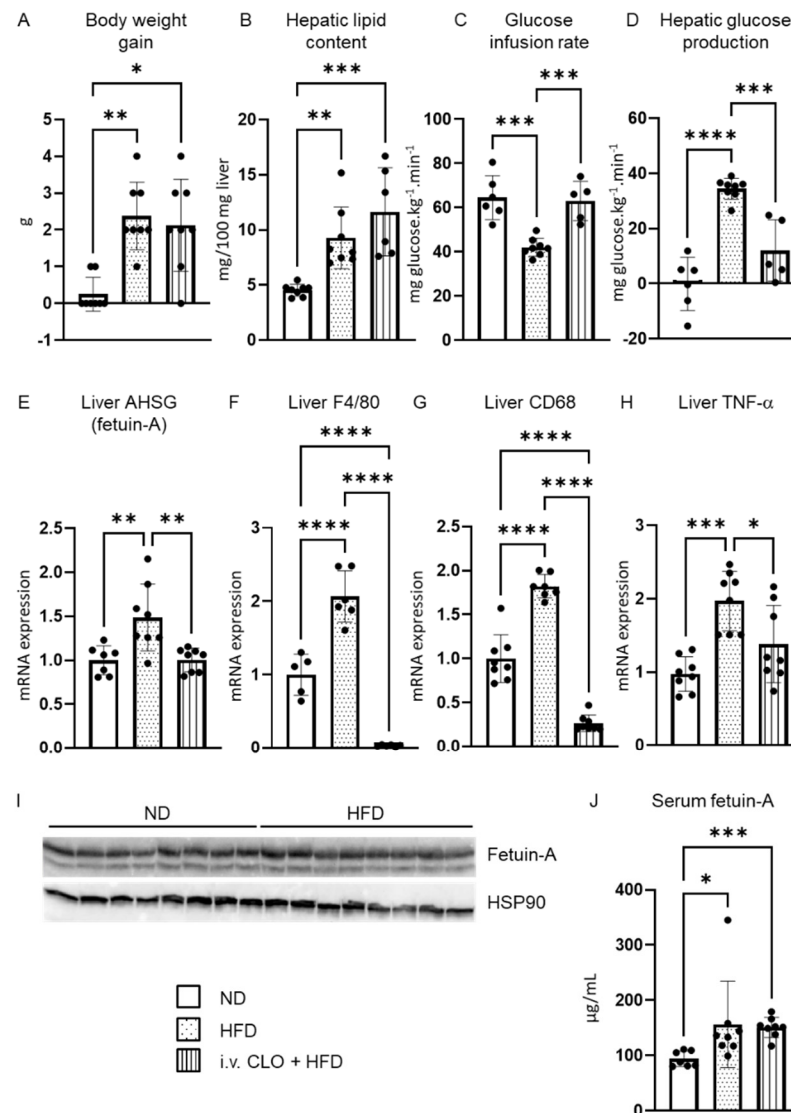 A Body weight gain
B Hepatic lipid content
C Glucose infusion rate
D Hepatic glucose production
*
**
g
5
4
3
2
1
0
-1
***
**
mg/100 mg liver
20
15
10
5
0
***
***
mg glucose.kg⁻¹.min⁻¹
100
80
60
40
20
0
***
****
mg glucose.kg⁻¹.min⁻¹
60
40
20
0
-20
E Liver AHSG (fetuin-A)
F Liver F4/80
G Liver CD68
H Liver TNF-α
** **
mRNA expression
2.5
2.0
1.5
1.0
0.5
0.0
****
****
****
mRNA expression
3
2
1
0
****
****
****
mRNA expression
2.5
2.0
1.5
1.0
0.5
0.0
*** *
mRNA expression
3
2
1
0
I
ND HFD
Fetuin-A
HSP90
ND
HFD
i.v. CLO + HFD
J Serum fetuin-A
***
*
µg/mL
400
300
200
150
100
0